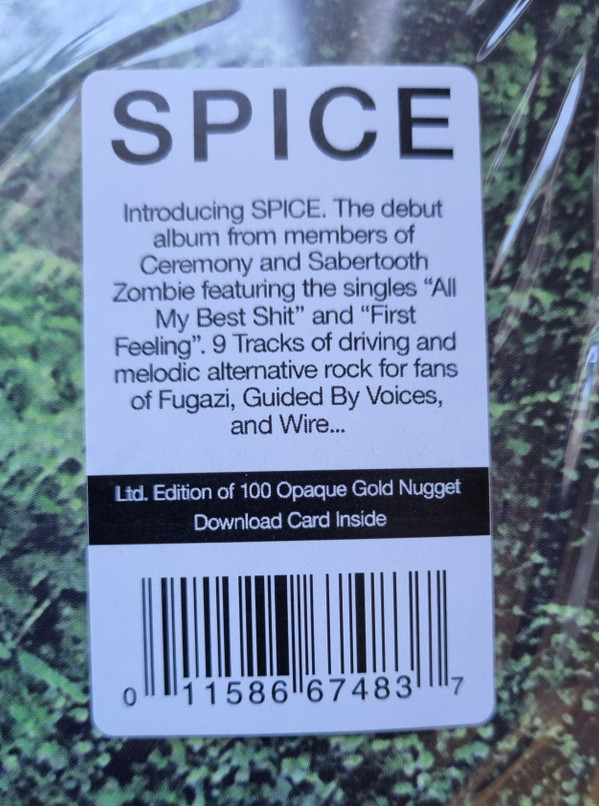 SPICE
Introducing SPICE. The debut
album from members of
Ceremony and Sabertooth
Zombie featuring the singles “All
My Best Shit” and “First
Feeling”. 9 Tracks of driving and
melodic alternative rock for fans
of Fugazi, Guided By Voices,
and Wire...
Ltd. Edition of 100 Opaque Gold Nugget
Download Card Inside
0 11586 67483 7